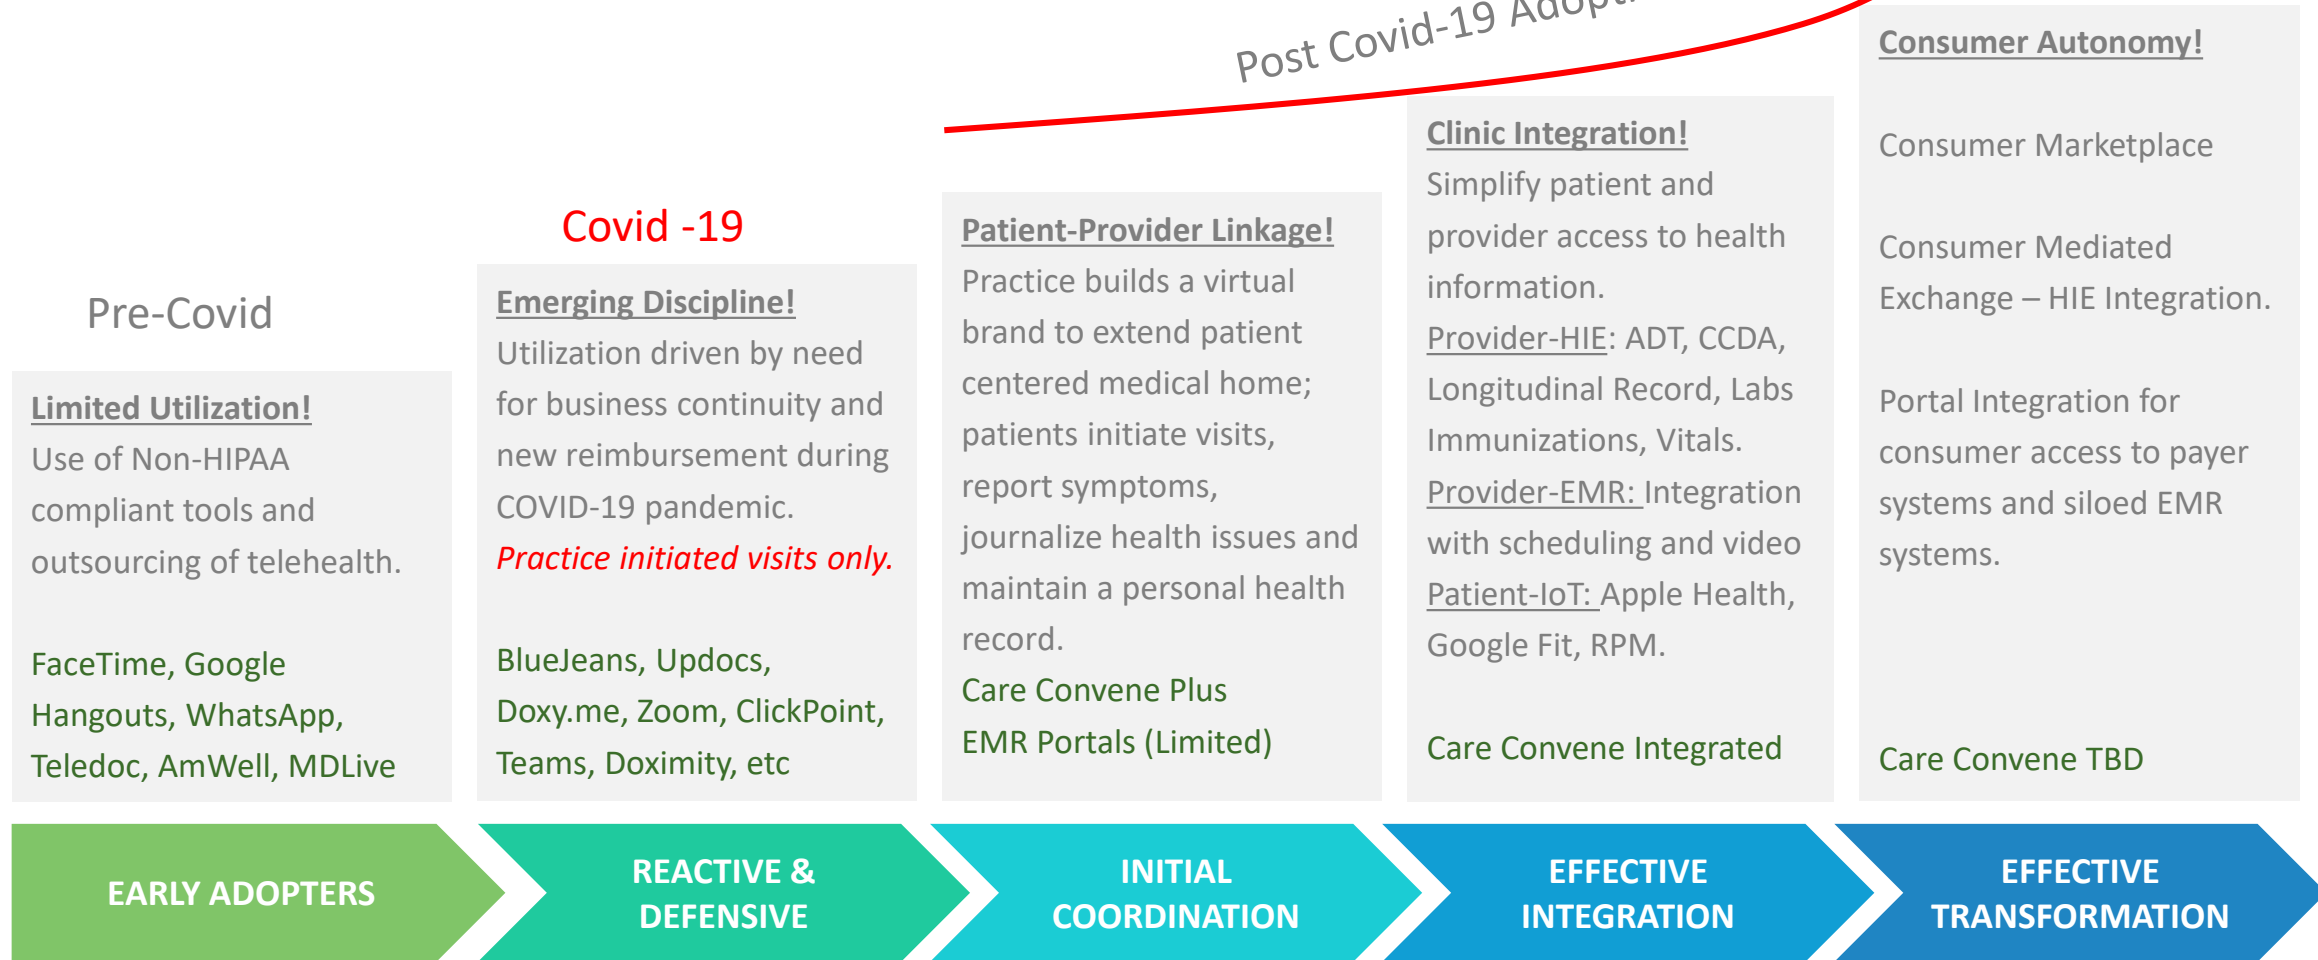 Post Covid-19
Pre-Covid
Limited Utilization!
Use of Non-HIPAA
compliant tools and
outsourcing of telehealth.
FaceTime, Google
Hangouts, WhatsApp,
Teledoc, AmWell, MDLive
EARLY ADOPTERS
Covid -19
Emerging Discipline!
Utilization driven by need
for business continuity and
new reimbursement during
COVID-19 pandemic.
Practice initiated visits only.
BlueJeans, Updocs,
Doxy.me, Zoom, ClickPoint,
Teams, Doximity, etc
REACTIVE &
DEFENSIVE
Patient-Provider Linkage!
Practice builds a virtual
brand to extend patient
centered medical home;
patients initiate visits,
report symptoms,
journalize health issues and
maintain a personal health
record.
Care Convene Plus
EMR Portals (Limited)
INITIAL
COORDINATION
Clinic Integration!
Simplify patient and
provider access to health
information.
Provider-HIE: ADT, CCDA,
Longitudinal Record, Labs
Immunizations, Vitals.
Provider-EMR: Integration
with scheduling and video
Patient-IoT: Apple Health,
Google Fit, RPM.
Care Convene Integrated
EFFECTIVE
INTEGRATION
Consumer Autonomy!
Consumer Marketplace
Consumer Mediated
Exchange – HIE Integration.
Portal Integration for
consumer access to payer
systems and siloed EMR
systems.
Care Convene TBD
EFFECTIVE
TRANSFORMATION